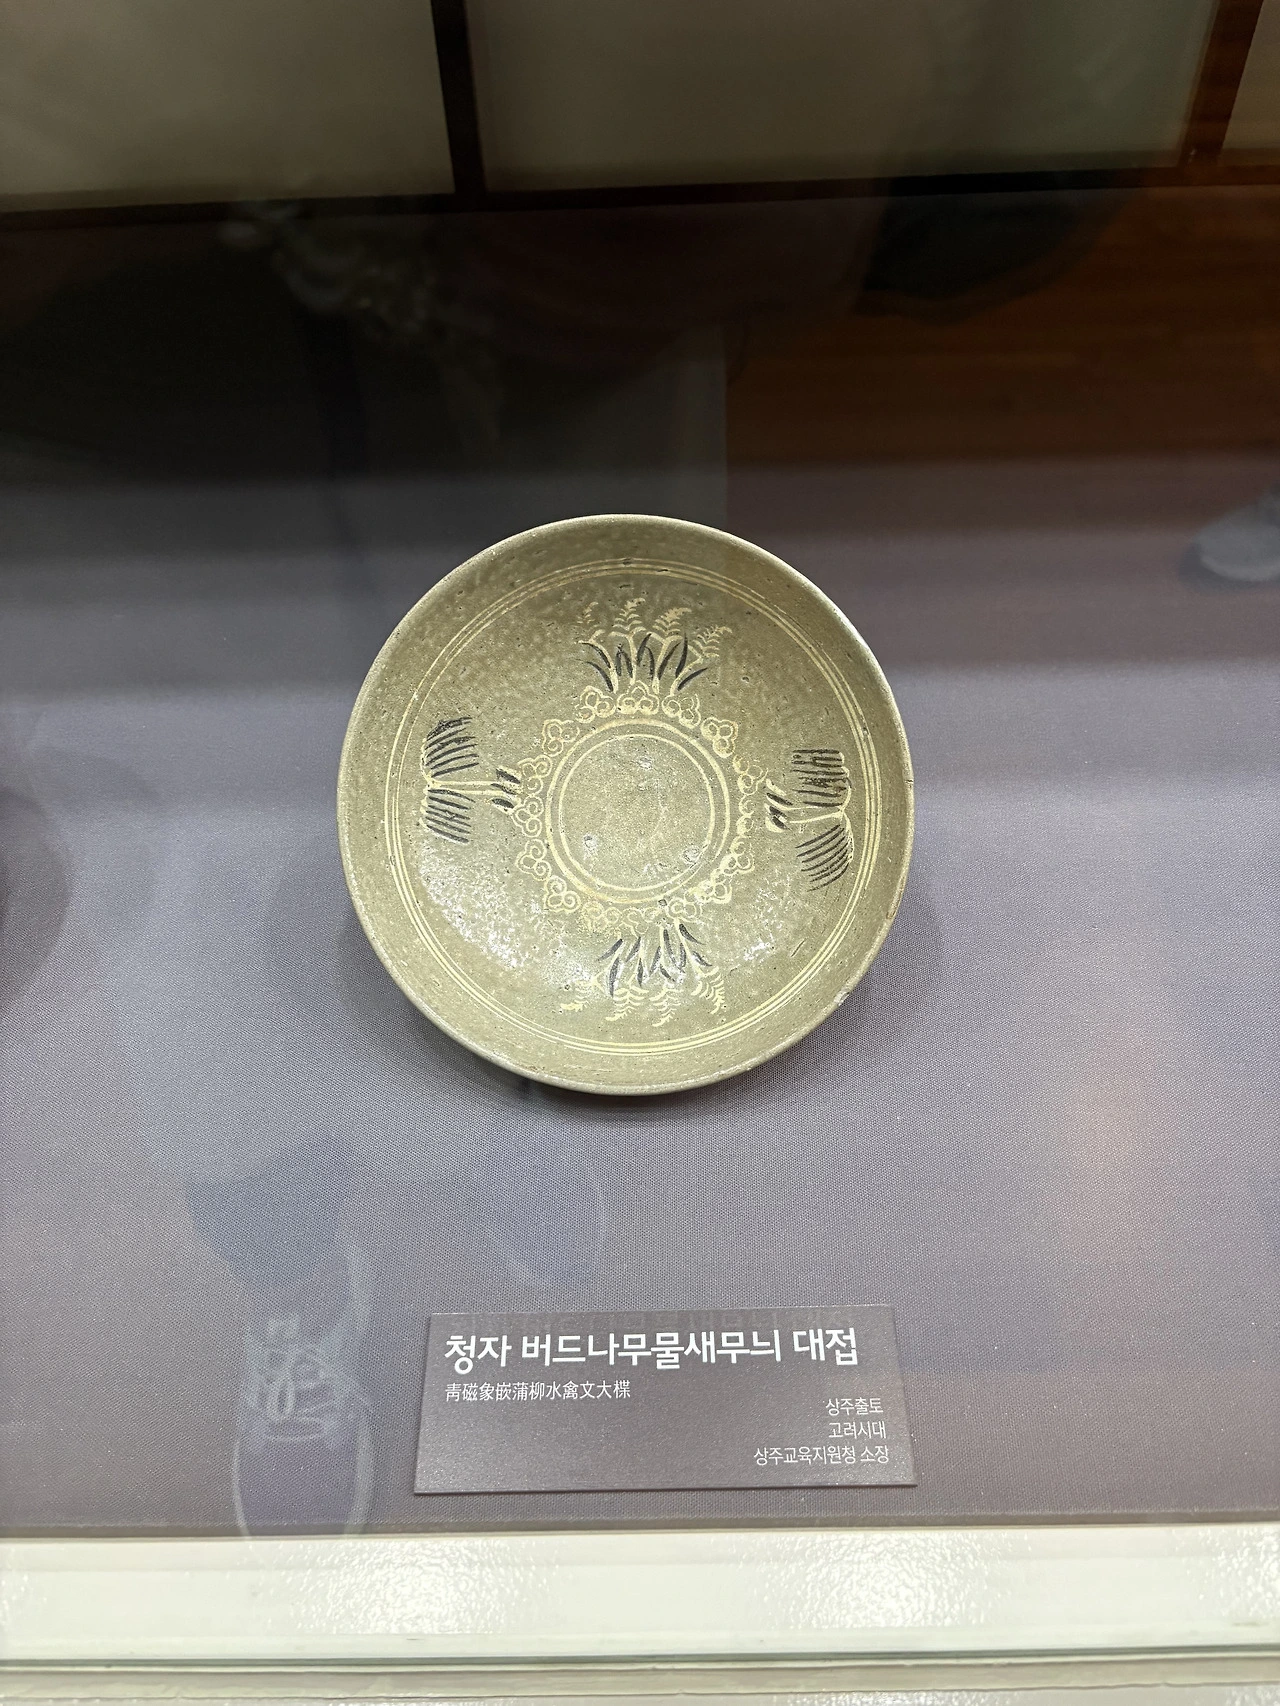 청자 버드나무물새무늬 대접
靑磁象嵌蒲柳水禽文大楪
상주출토
고려시대
상주교육지원청 소장